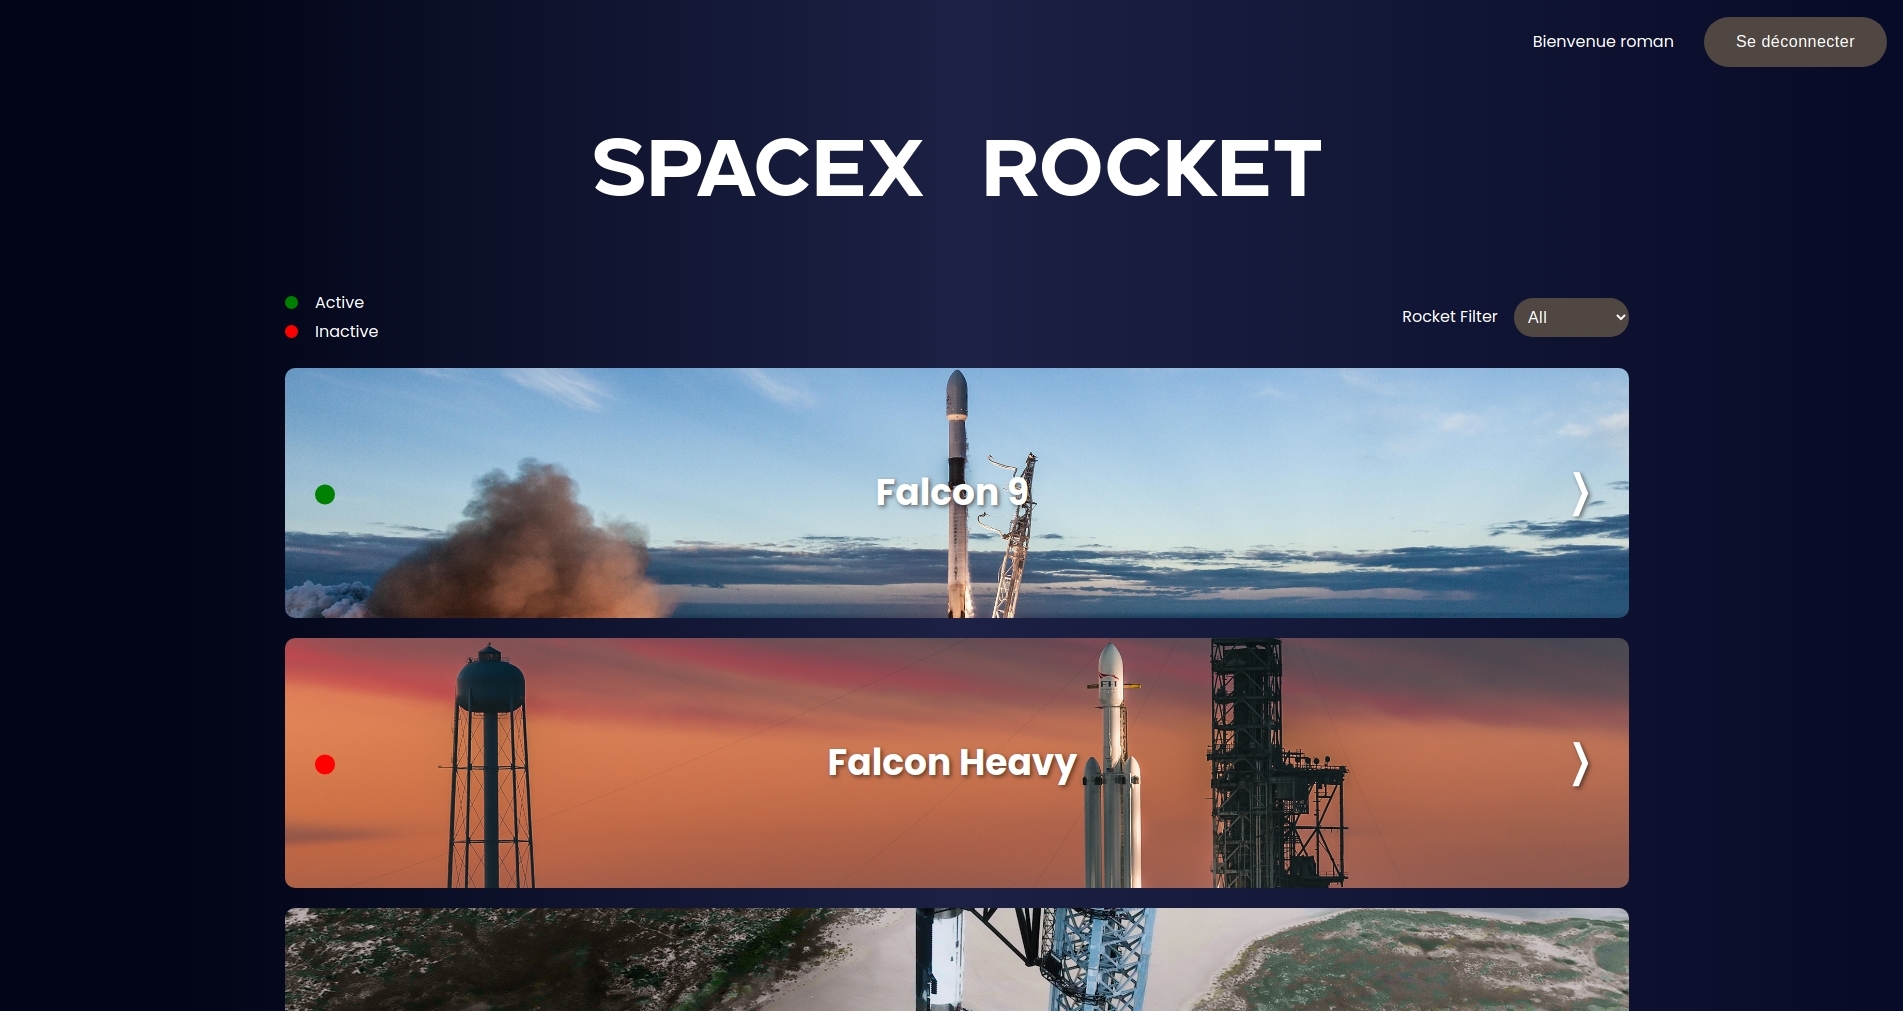 Bienvenue roman
Se déconnecter
SPACEX ROCKET
Active
Inactive
Rocket Filter
All
Falcon 9
Falcon Heavy